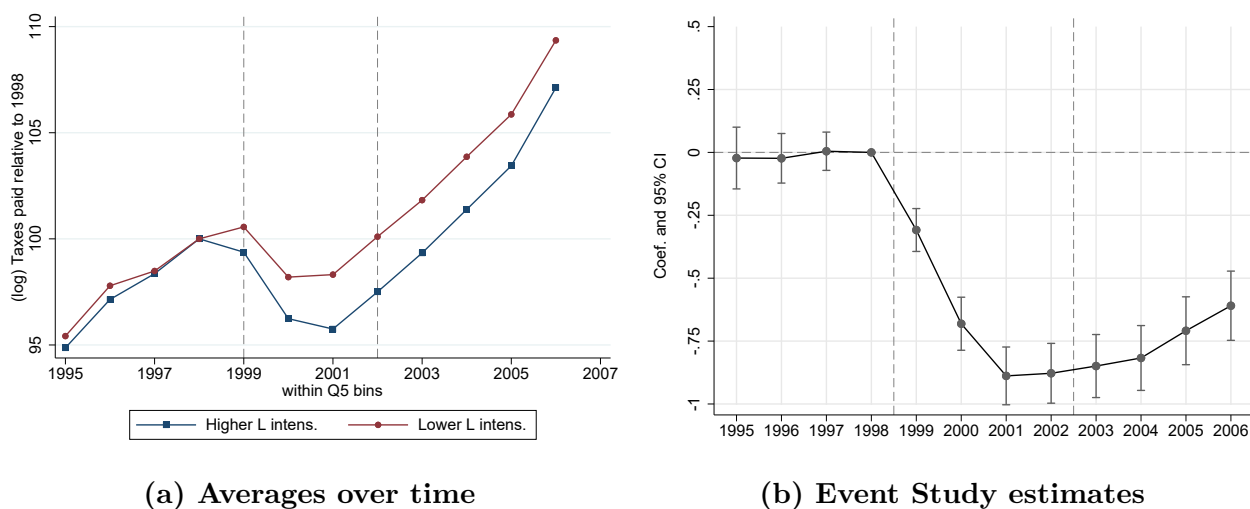 (log) Taxes paid relative to 1998
110
105
100
95
1995 1997 1999 2001 2003 2005 2007
within Q5 bins
Higher L intens. Lower L intens.
(a) Averages over time
Coef. and 95% CI
.5
.25
0
-.25
-.5
-.75
-1
1995 1996 1997 1998 1999 2000 2001 2002 2003 2004 2005 2006
(b) Event Study estimates